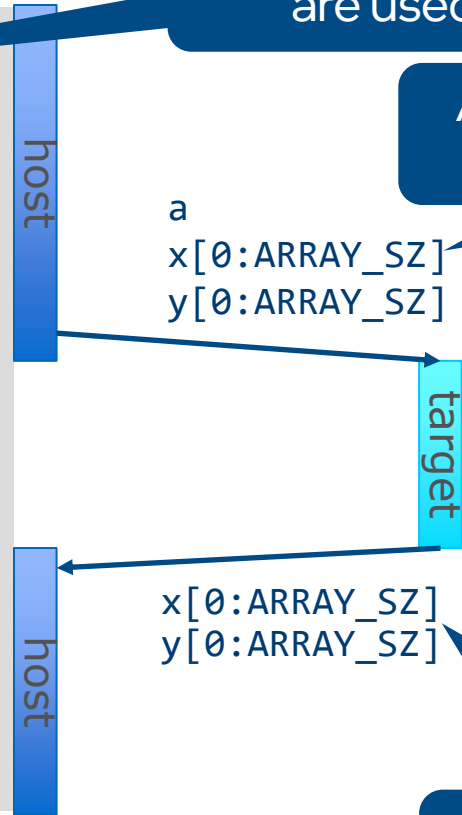 are used
host
a
x[0:ARRAY_SZ]
y[0:ARRAY_SZ]
target
x[0:ARRAY_SZ]
y[0:ARRAY_SZ]
host